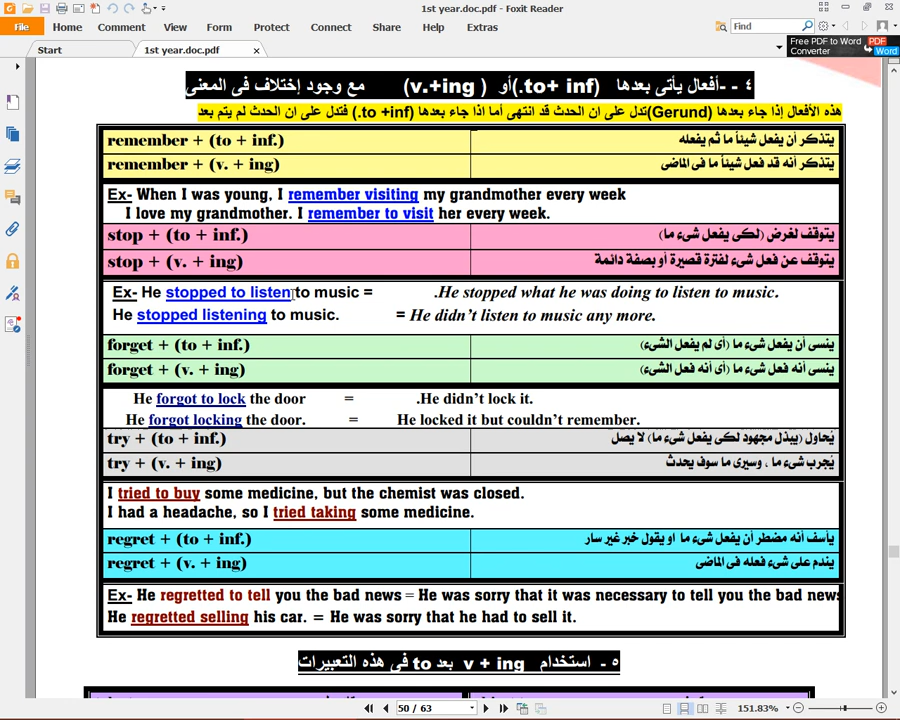 1st year.doc.pdf - Foxit Reader
File Home Comment View Form Protect Connect Share Help Extras
Find
Start 1st year.doc.pdf
Free PDF to Word Converter PDF Word
٤ --أفعال يأتى بعدها (to+ inf.)أو (v.+ing) مع وجود إختلاف فى المعنى
هذه الأفعال إذا جاء بعدها (Gerund)تدل على ان الحدث قد انتهى أما اذا جاء بعدها (to +inf.) فتدل على ان الحدث لم يتم بعد
remember + (to + inf.) يتذكر أن يفعل شيئاً ما ثم يفعله
remember + (v. + ing) يتذكر أنه قد فعل شيئاً ما فى الماضى
Ex- When I was young, I remember visiting my grandmother every week
I love my grandmother. I remember to visit her every week.
stop + (to + inf.) يتوقف لغرض (لكى يفعل شىء ما)
stop + (v. + ing) يتوقف عن فعل شىء لفترة قصيرة أو بصفة دائمة
Ex- He stopped to listen to music = .He stopped what he was doing to listen to music.
He stopped listening to music. = He didn't listen to music any more.
forget + (to + inf.) ينسى أن يفعل شىء ما (أى لم يفعل الشىء)
forget + (v. + ing) ينسى أنه فعل شىء ما (أى أنه فعل الشىء)
He forgot to lock the door = .He didn't lock it.
He forgot locking the door. = He locked it but couldn't remember.
try + (to + inf.) يُحاول (يبذل مجهود لكى يفعل شىء ما) لا يصل
try + (v. + ing) يُجرب شىء ما ، وسيرى ما سوف يحدث
I tried to buy some medicine, but the chemist was closed.
I had a headache, so I tried taking some medicine.
regret + (to + inf.) يأسف أنه مضطر أن يفعل شىء ما او يقول خبر غير سار
regret + (v. + ing) يندم على شىء فعله فى الماضى
Ex- He regretted to tell you the bad news = He was sorry that it was necessary to tell you the bad news
He regretted selling his car. = He was sorry that he had to sell it.
٥ - استخدام v + ing بعد to فى هذه التعبيرات
50 / 63 151.83%